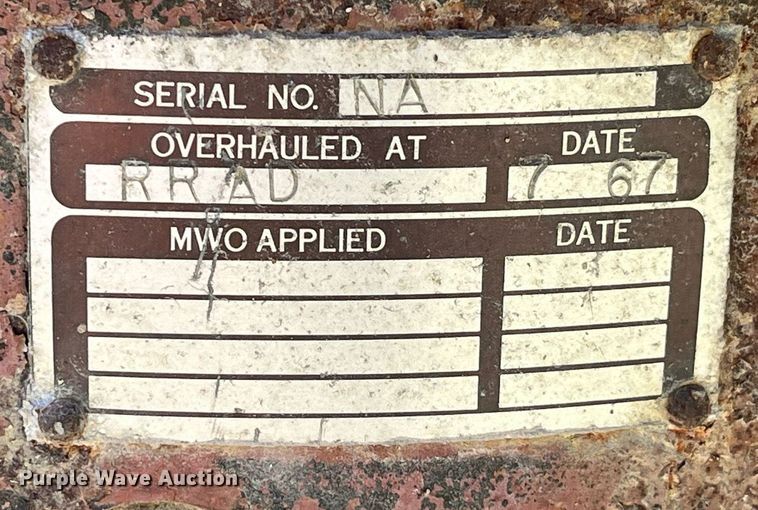 SERIAL NO. NA
OVERHAULED AT DATE
RRAD 7 67
MWO APPLIED DATE
Purple Wave Auction